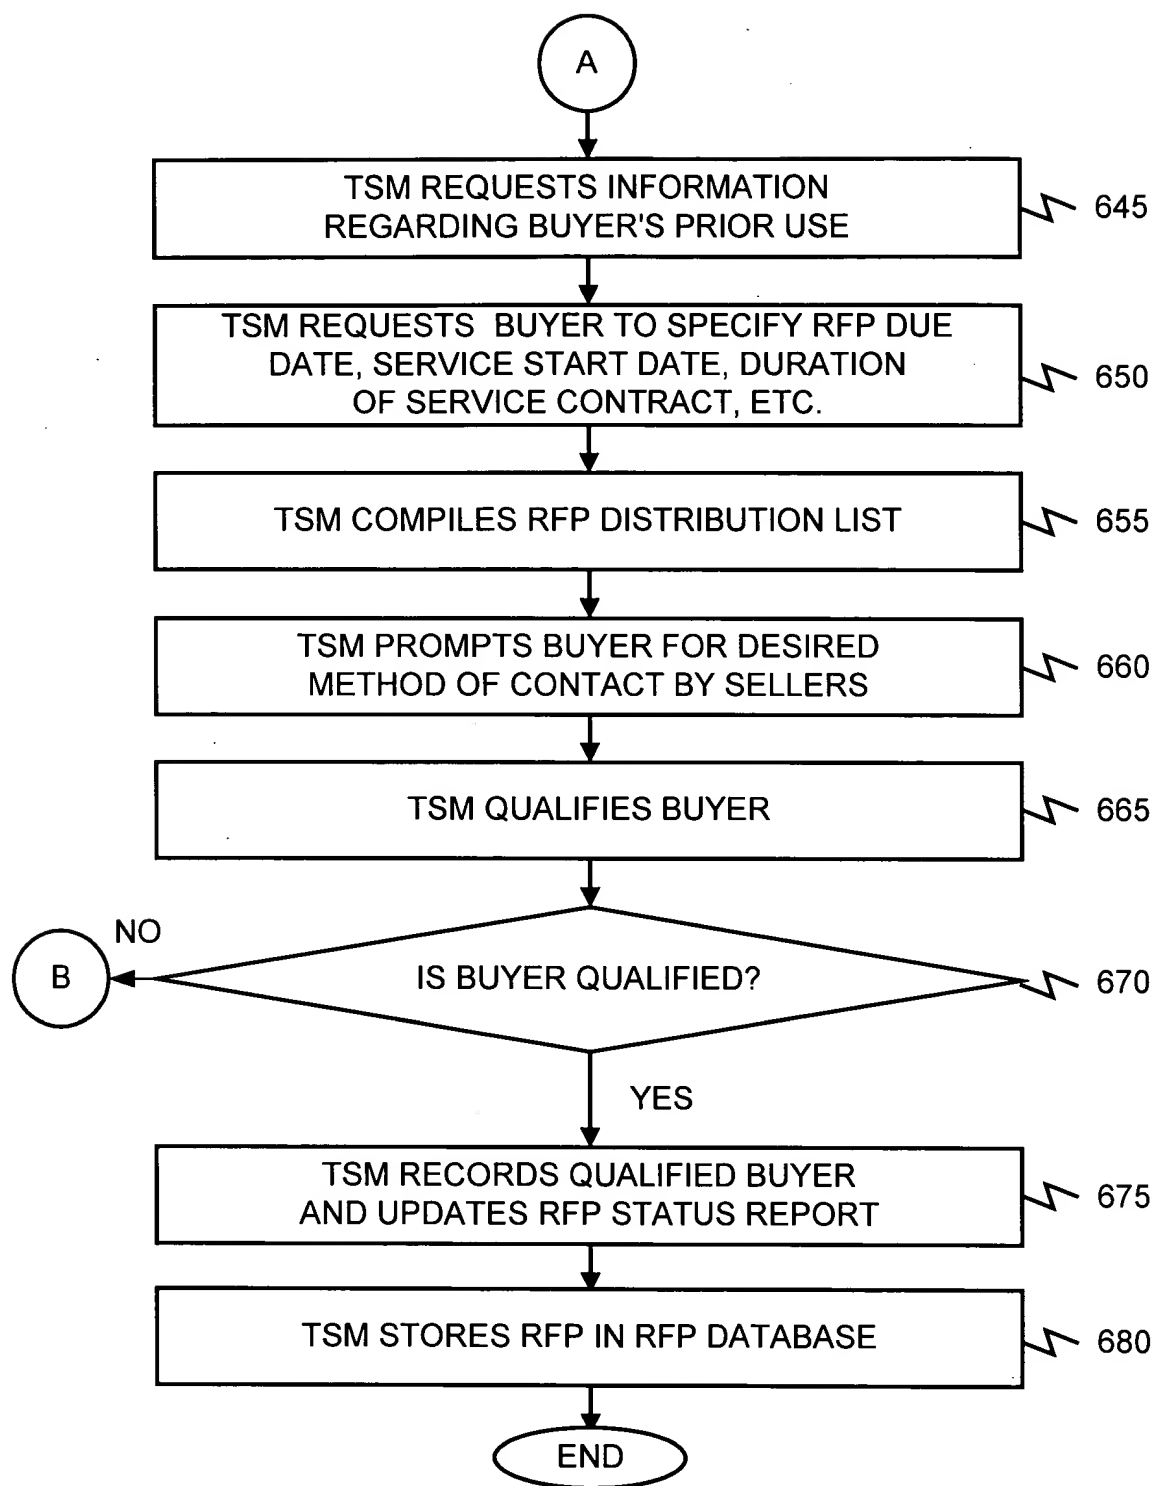 A
TSM REQUESTS INFORMATION
REGARDING BUYER'S PRIOR USE
645
TSM REQUESTS BUYER TO SPECIFY RFP DUE
DATE, SERVICE START DATE, DURATION
OF SERVICE CONTRACT, ETC.
650
TSM COMPILES RFP DISTRIBUTION LIST
655
TSM PROMPTS BUYER FOR DESIRED
METHOD OF CONTACT BY SELLERS
660
TSM QUALIFIES BUYER
665
NO
B
IS BUYER QUALIFIED?
670
YES
TSM RECORDS QUALIFIED BUYER
AND UPDATES RFP STATUS REPORT
675
TSM STORES RFP IN RFP DATABASE
680
END